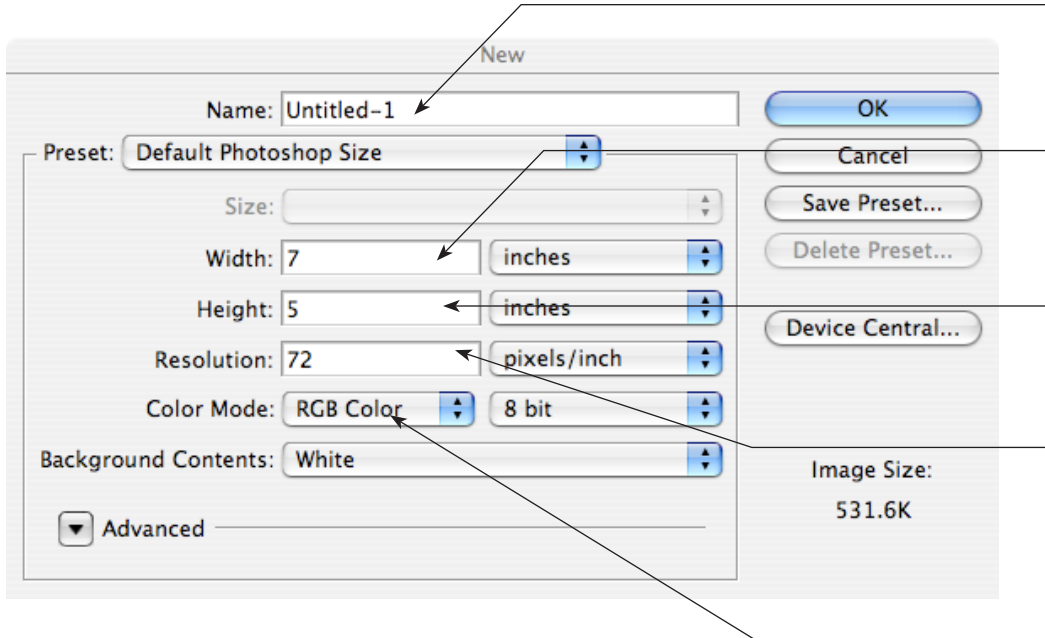 New
Name: Untitled-1
OK
Preset: Default Photoshop Size
Cancel
Size:
Save Preset...
Width: 7 inches
Delete Preset...
Height: 5 inches
Device Central...
Resolution: 72 pixels/inch
Color Mode: RGB Color 8 bit
Background Contents: White
Image Size:
531.6K
Advanced